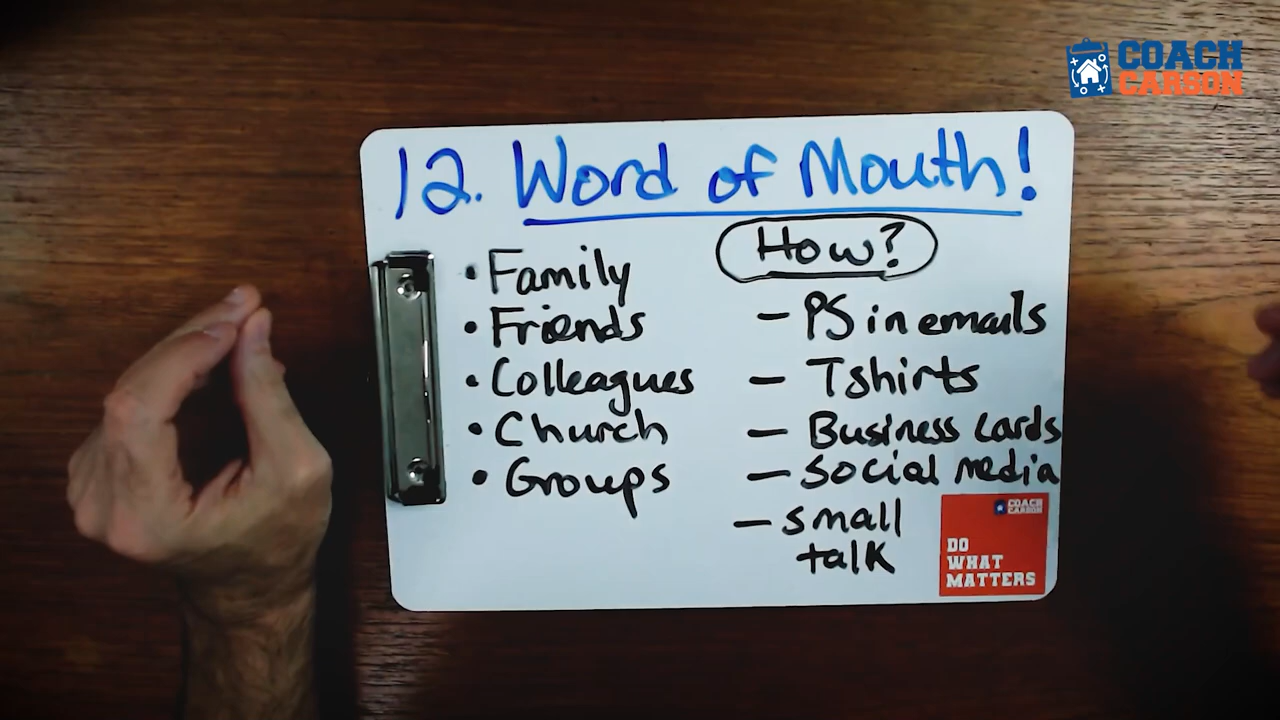 COACH
CARSON
12. Word of Mouth!
• Family
• Friends
• Colleagues
• Church
• Groups
How?
- PS in emails
- Tshirts
- Business cards
- social media
- small
talk
COACH
CARSON
DO
WHAT
MATTERS